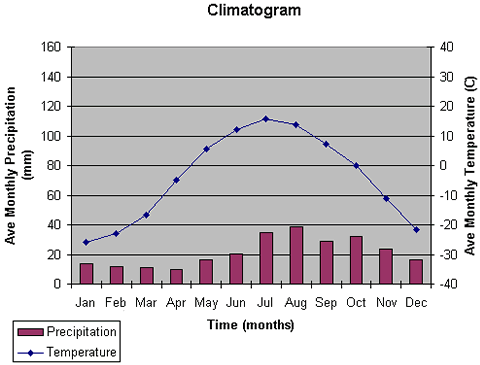 Climatogram
Ave Monthly Precipitation
(mm)
160
140
120
100
80
60
40
20
0
40
30
20
10
0
-10
-20
-30
-40
Ave Monthly Temperature (C)
Jan Feb Mar Apr May Jun Jul Aug Sep Oct Nov Dec
Time (months)
Precipitation
Temperature